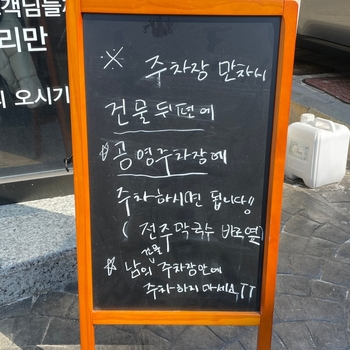 객님들
리만
오시기
※ 주차장 만차시
건물뒤편에
☆ 공영주차장에
주차하시면 됩니다!!
( 전주막국수 바로옆)
건물
☆ 남의 주차장안에
주차하지마세요,TT